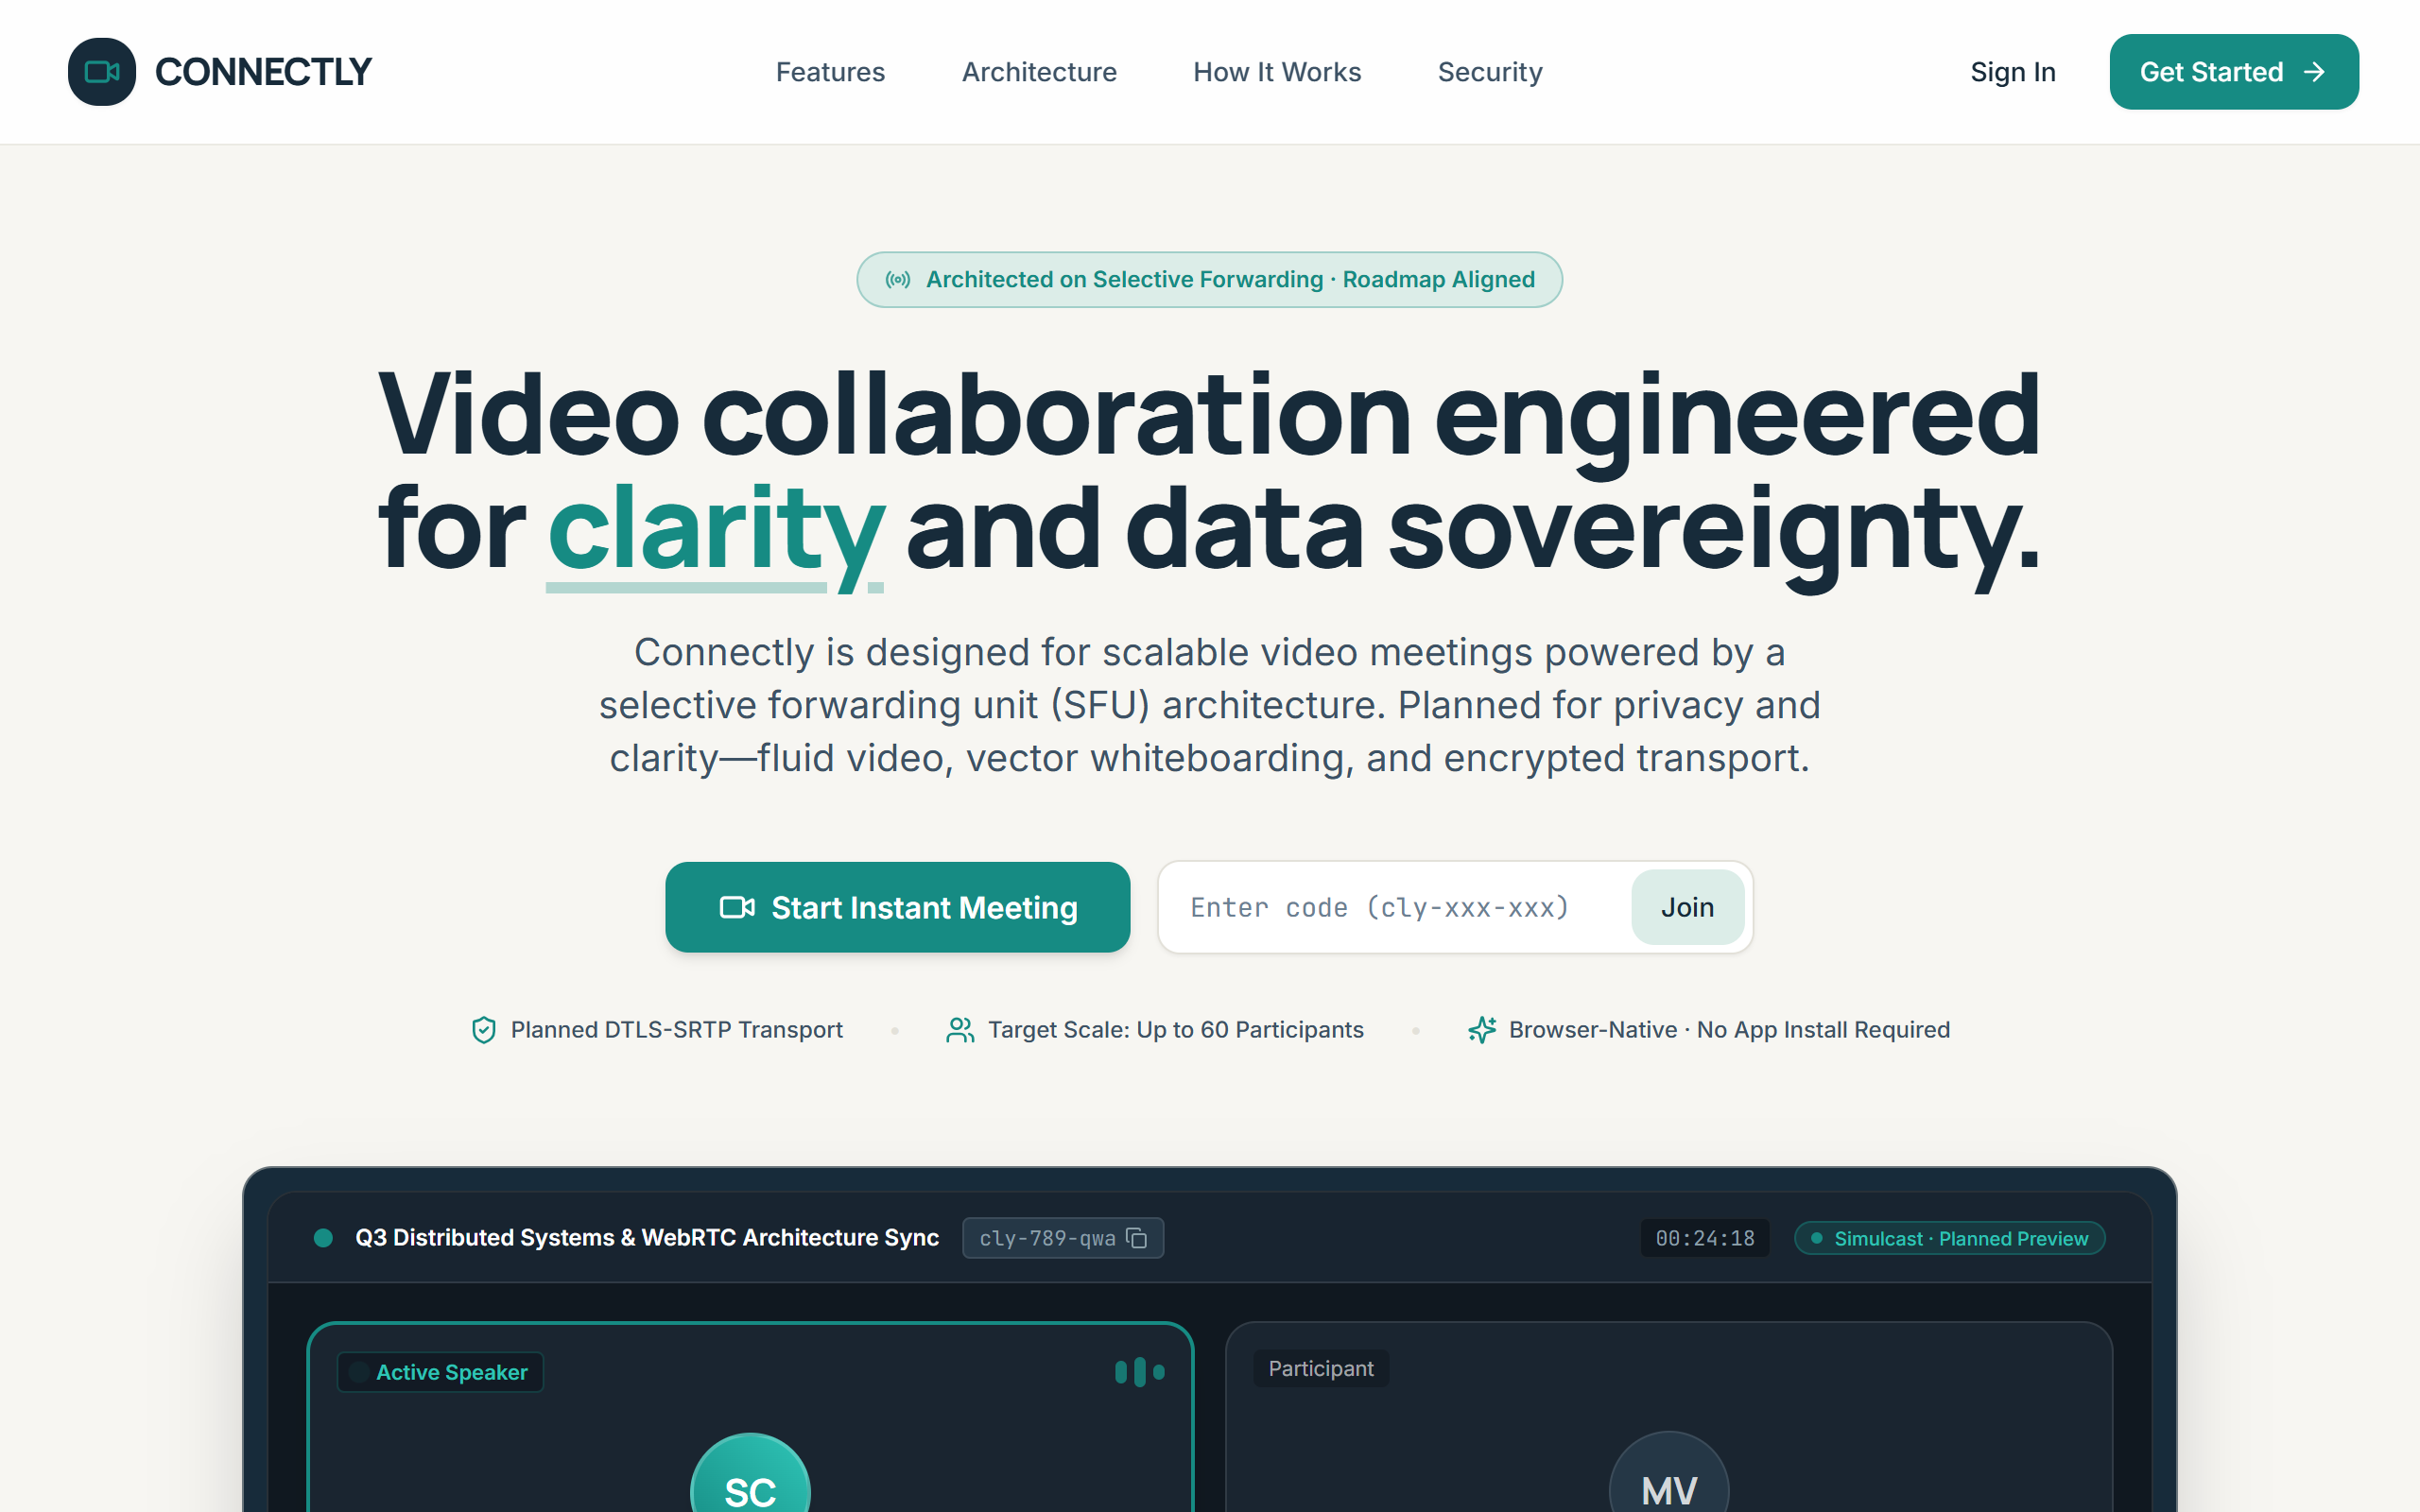 CONNECTLY
Features
Architecture
How It Works
Security
Sign In
Get Started
Architected on Selective Forwarding · Roadmap Aligned
Video collaboration engineered
for clarity and data sovereignty.
Connectly is designed for scalable video meetings powered by a
selective forwarding unit (SFU) architecture. Planned for privacy and
clarity—fluid video, vector whiteboarding, and encrypted transport.
Start Instant Meeting
Enter code (cly-xxx-xxx)
Join
Planned DTLS-SRTP Transport
Target Scale: Up to 60 Participants
Browser-Native · No App Install Required
Q3 Distributed Systems & WebRTC Architecture Sync
cly-789-qwa
00:24:18
Simulcast · Planned Preview
Active Speaker
Participant
SC
MV